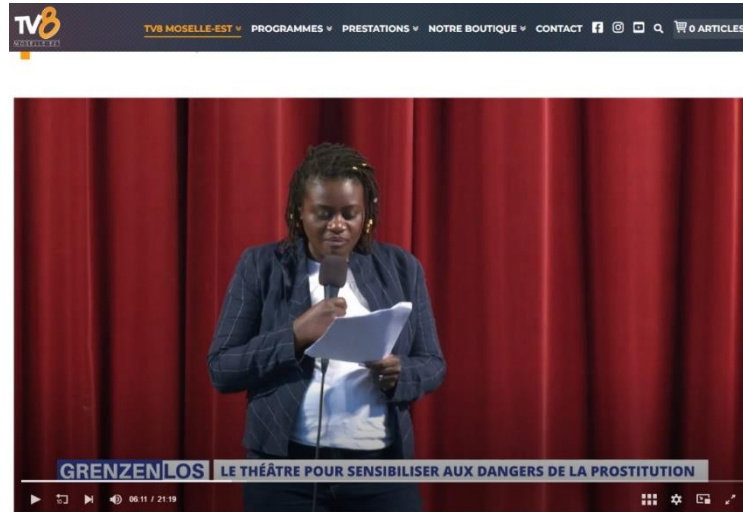 TV8
MOSELLE-EST
TV8 MOSELLE-EST PROGRAMMES PRESTATIONS NOTRE BOUTIQUE CONTACT 0 ARTICLES
GRENZENLOS LE THÉÂTRE POUR SENSIBILISER AUX DANGERS DE LA PROSTITUTION
06:11 / 21:19